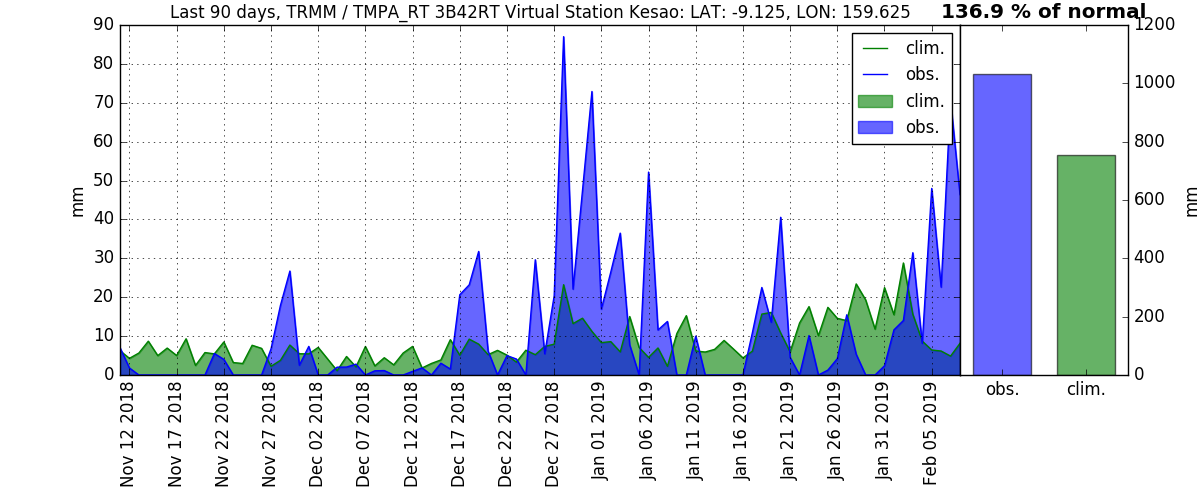 Last 90 days, TRMM / TMPA_RT 3B42RT Virtual Station Kesao: LAT: -9.125, LON: 159.625
136.9 % of normal
90
80
70
60
50
40
30
20
10
0
mm
clim.
obs.
clim.
obs.
1200
1000
800
600
400
200
0
mm
obs.
clim.
Nov 12 2018
Nov 17 2018
Nov 22 2018
Nov 27 2018
Dec 02 2018
Dec 07 2018
Dec 12 2018
Dec 17 2018
Dec 22 2018
Dec 27 2018
Jan 01 2019
Jan 06 2019
Jan 11 2019
Jan 16 2019
Jan 21 2019
Jan 26 2019
Jan 31 2019
Feb 05 2019